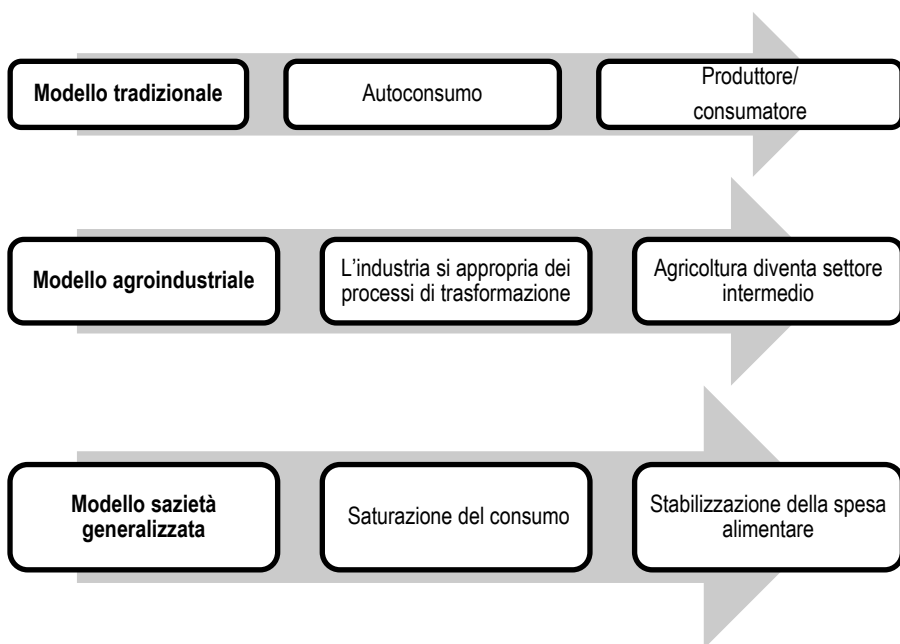 Modello tradizionale
Autoconsumo
Produttore/
consumatore
Modello agroindustriale
L'industria si appropria dei
processi di trasformazione
Agricoltura diventa settore
intermedio
Modello sazietà
generalizzata
Saturazione del consumo
Stabilizzazione della spesa
alimentare